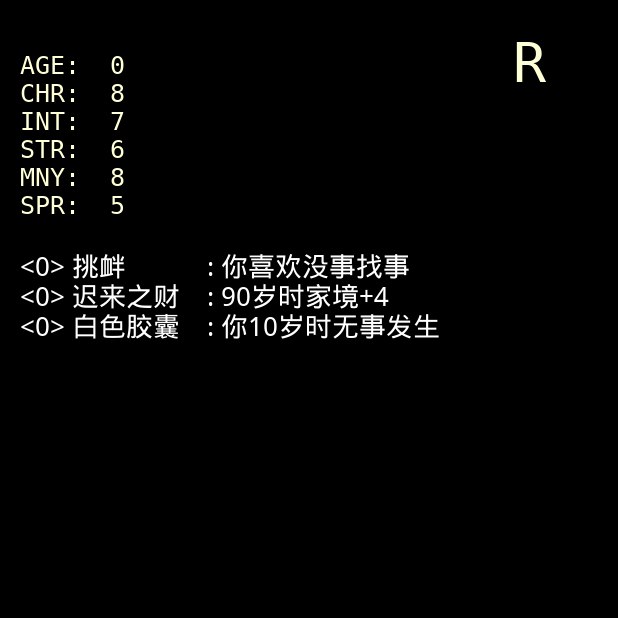 R
AGE: 0
CHR: 8
INT: 7
STR: 6
MNY: 8
SPR: 5
<0> 挑衅 : 你喜欢没事找事
<0> 迟来之财 : 90岁时家境+4
<0> 白色胶囊 : 你10岁时无事发生